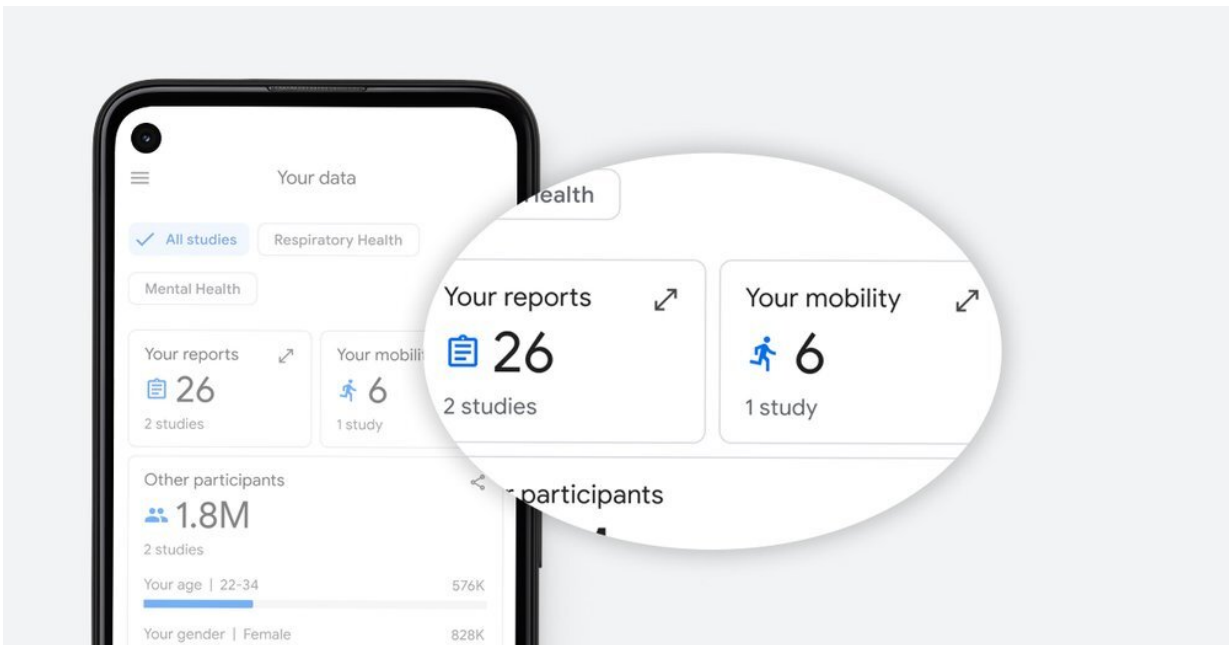 Your data
All studies
Respiratory Health
Mental Health
Your reports
26
2 studies
Your mobili
6
1 study
Other participants
1.8M
2 studies
Your age | 22-34
576K
Your gender | Female
828K
Health
Your reports
26
2 studies
Your mobility
6
1 study
participants